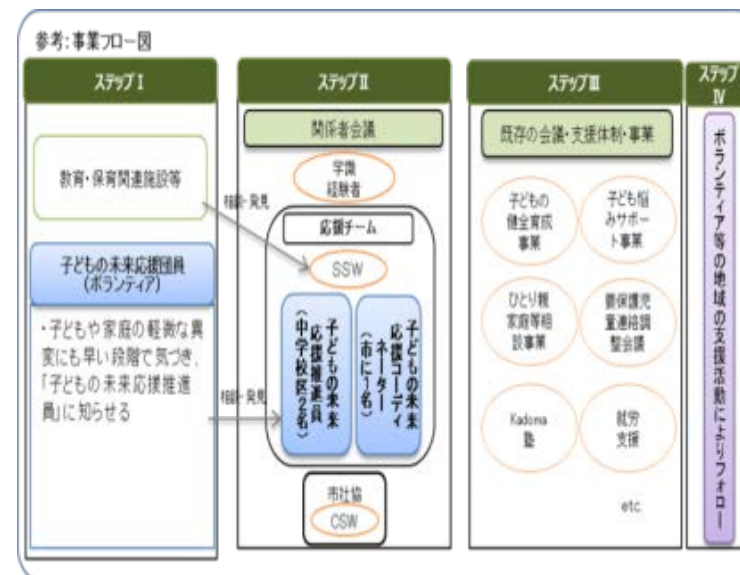 参考:事業フロー図
ステップⅠ
教育・保育関連施設等
子どもの未来応援団員
(ボランティア)
・子どもや家庭の軽微な異
変にも早い段階で気づき、
「子どもの未来応援推進
員」に知らせる
相談・発見
相談・発見
ステップⅡ
関係者会議
学識
経験者
応援チーム
SSW
子どもの未来
応援推進員
(中学校区2名)
子どもの未来
応援コーディ
ネーター
(市に1名)
市社協
CSW
ステップⅢ
既存の会議・支援体制・事業
子どもの
健全育成
事業
子ども悩
みサポー
ト事業
ひとり親
家庭等相
談事業
要保護児
童連絡調
整会議
Kadoma
塾
就労
支援
etc
ステップ
Ⅳ
ボランティア等の地域の支援活動によりフォロー